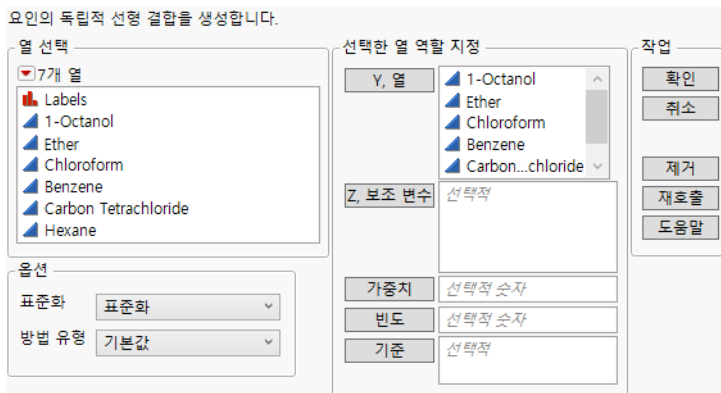 요인의 독립적 선형 결합을 생성합니다.
열 선택
7개 열
Labels
1-Octanol
Ether
Chloroform
Benzene
Carbon Tetrachloride
Hexane
옵션
표준화
표준화
방법 유형
기본값
선택한 열 역할 지정
Y, 열
1-Octanol
Ether
Chloroform
Benzene
Carbon...chloride
Z, 보조 변수
선택적
가중치
선택적 숫자
빈도
선택적 숫자
기준
선택적
작업
확인
취소
제거
재호출
도움말